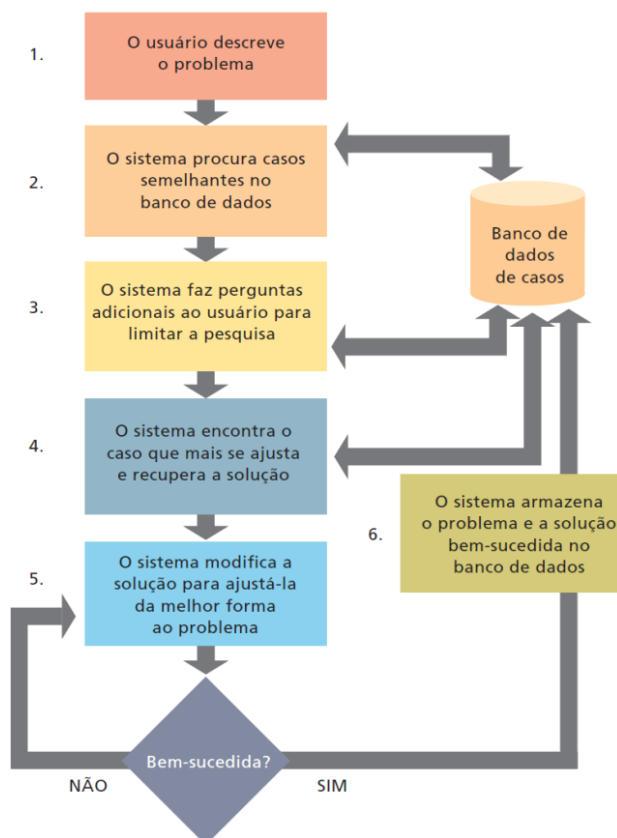 1.
O usuário descreve
o problema
2.
O sistema procura casos
semelhantes no
banco de dados
Banco de
dados
de casos
3.
O sistema faz perguntas
adicionais ao usuário para
limitar a pesquisa
4.
O sistema encontra o
caso que mais se ajusta
e recupera a solução
5.
O sistema modifica a
solução para ajustá-la
da melhor forma
ao problema
6.
O sistema armazena
o problema e a solução
bem-sucedida no
banco de dados
Bem-sucedida?
NÃO
SIM